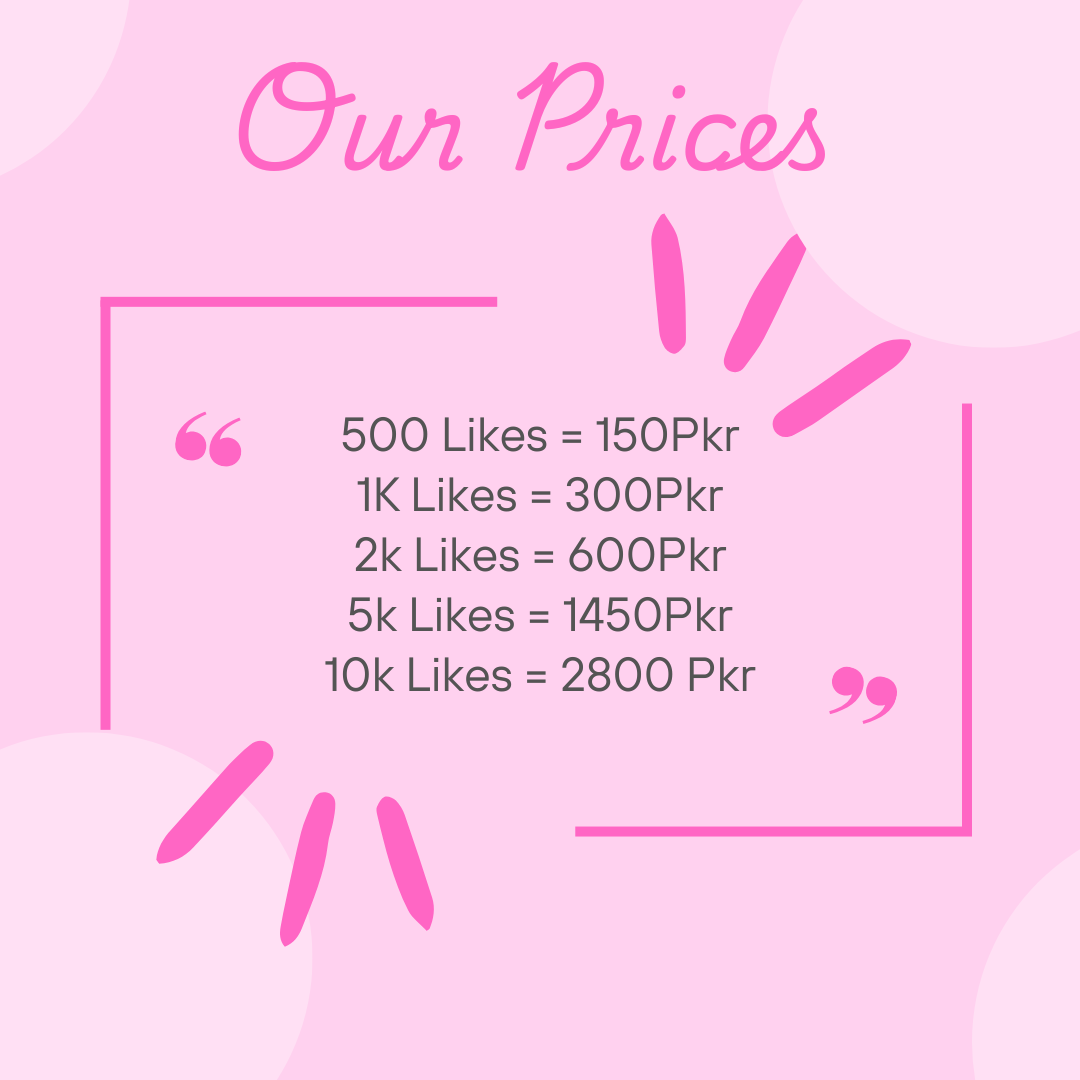 Our Prices
“
500 Likes = 150Pkr
1K Likes = 300Pkr
2k Likes = 600Pkr
5k Likes = 1450Pkr
10k Likes = 2800 Pkr
”